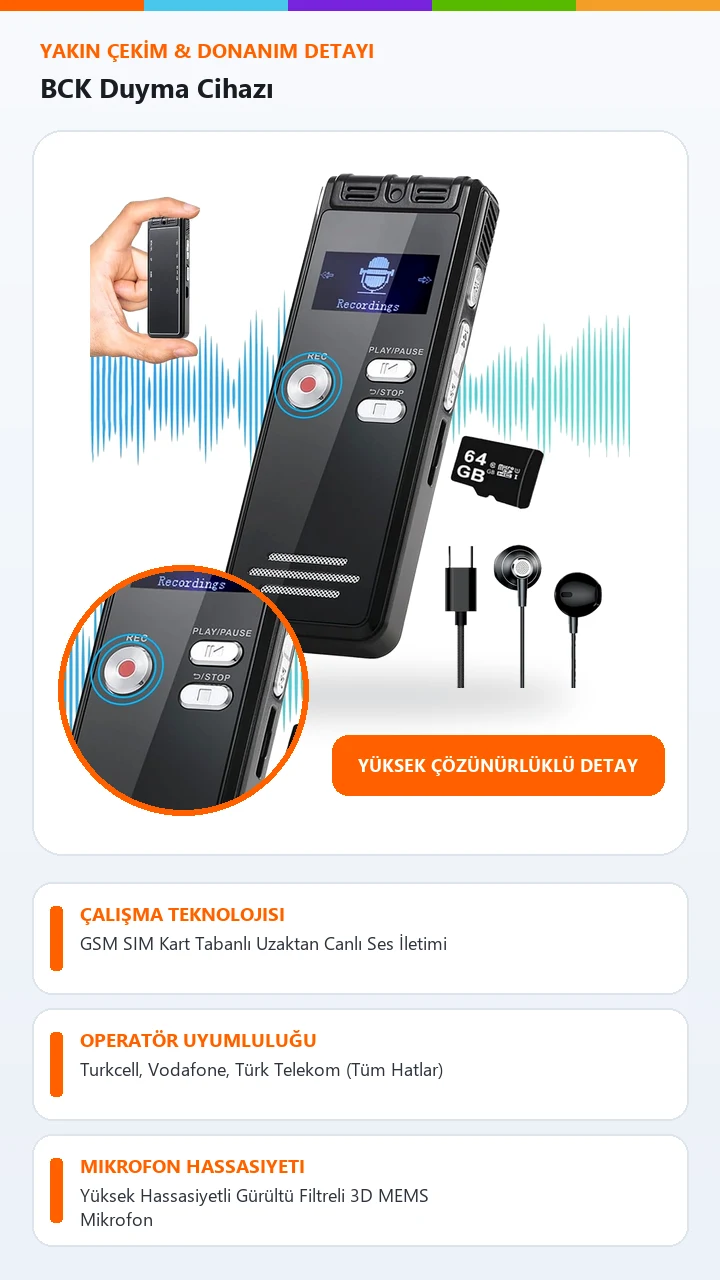 YAKIN ÇEKİM & DONANIM DETAYI
BCK Duyma Cihazı
Recordings
REC
PLAY/PAUSE
⮌/STOP
64
GB
Recordings
REC
PLAY/PAUSE
⮌/STOP
YÜKSEK ÇÖZÜNÜRLÜKLÜ DETAY
ÇALIŞMA TEKNOLOJISI
GSM SIM Kart Tabanlı Uzaktan Canlı Ses İletimi
OPERATÖR UYUMLULUĞU
Turkcell, Vodafone, Türk Telekom (Tüm Hatlar)
MIKROFON HASSASIYETI
Yüksek Hassasiyetli Gürültü Filtreli 3D MEMS
Mikrofon